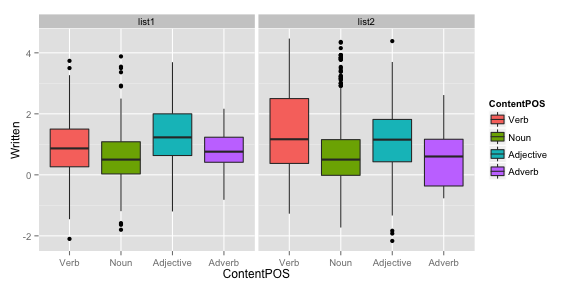 list1
list2
Written
4
2
0
-2
Verb
Noun
Adjective
Adverb
Verb
Noun
Adjective
Adverb
ContentPOS
ContentPOS
Verb
Noun
Adjective
Adverb